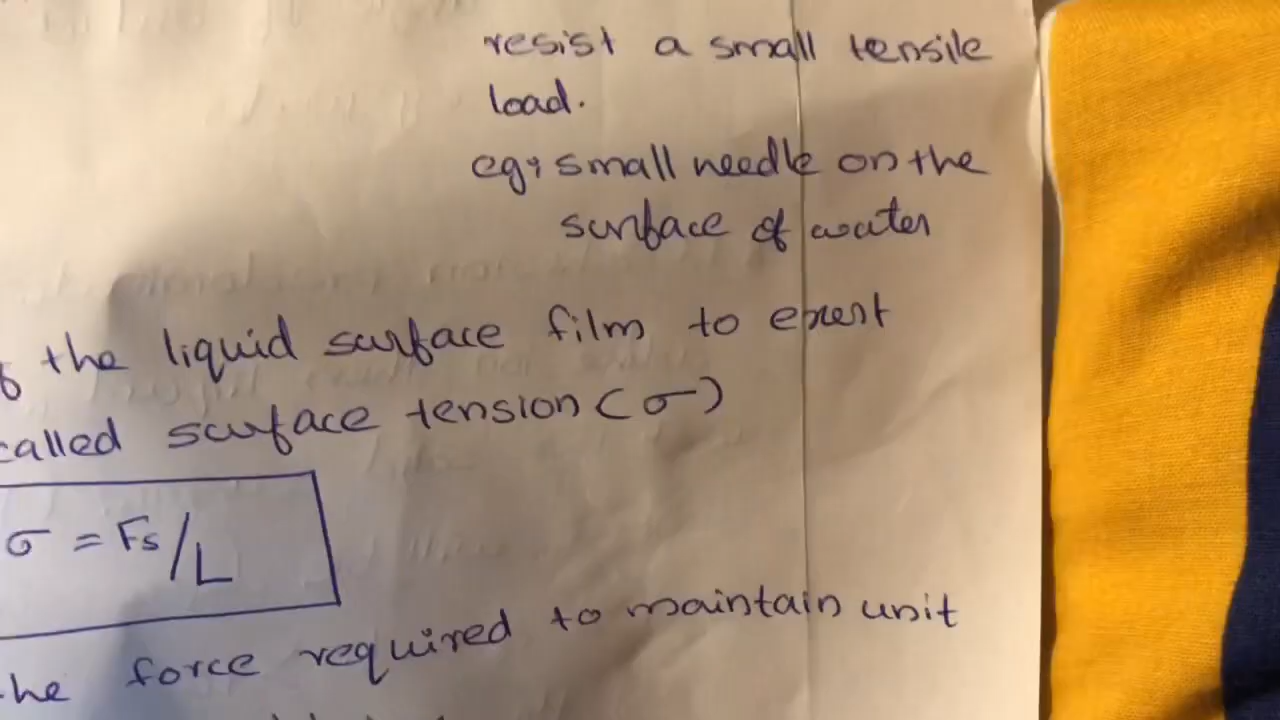 resist a small tensile
load.
eg; small needle on the
surface of water
the liquid surface film to exert
called surface tension (σ)
σ = Fs/L
the force required to maintain unit